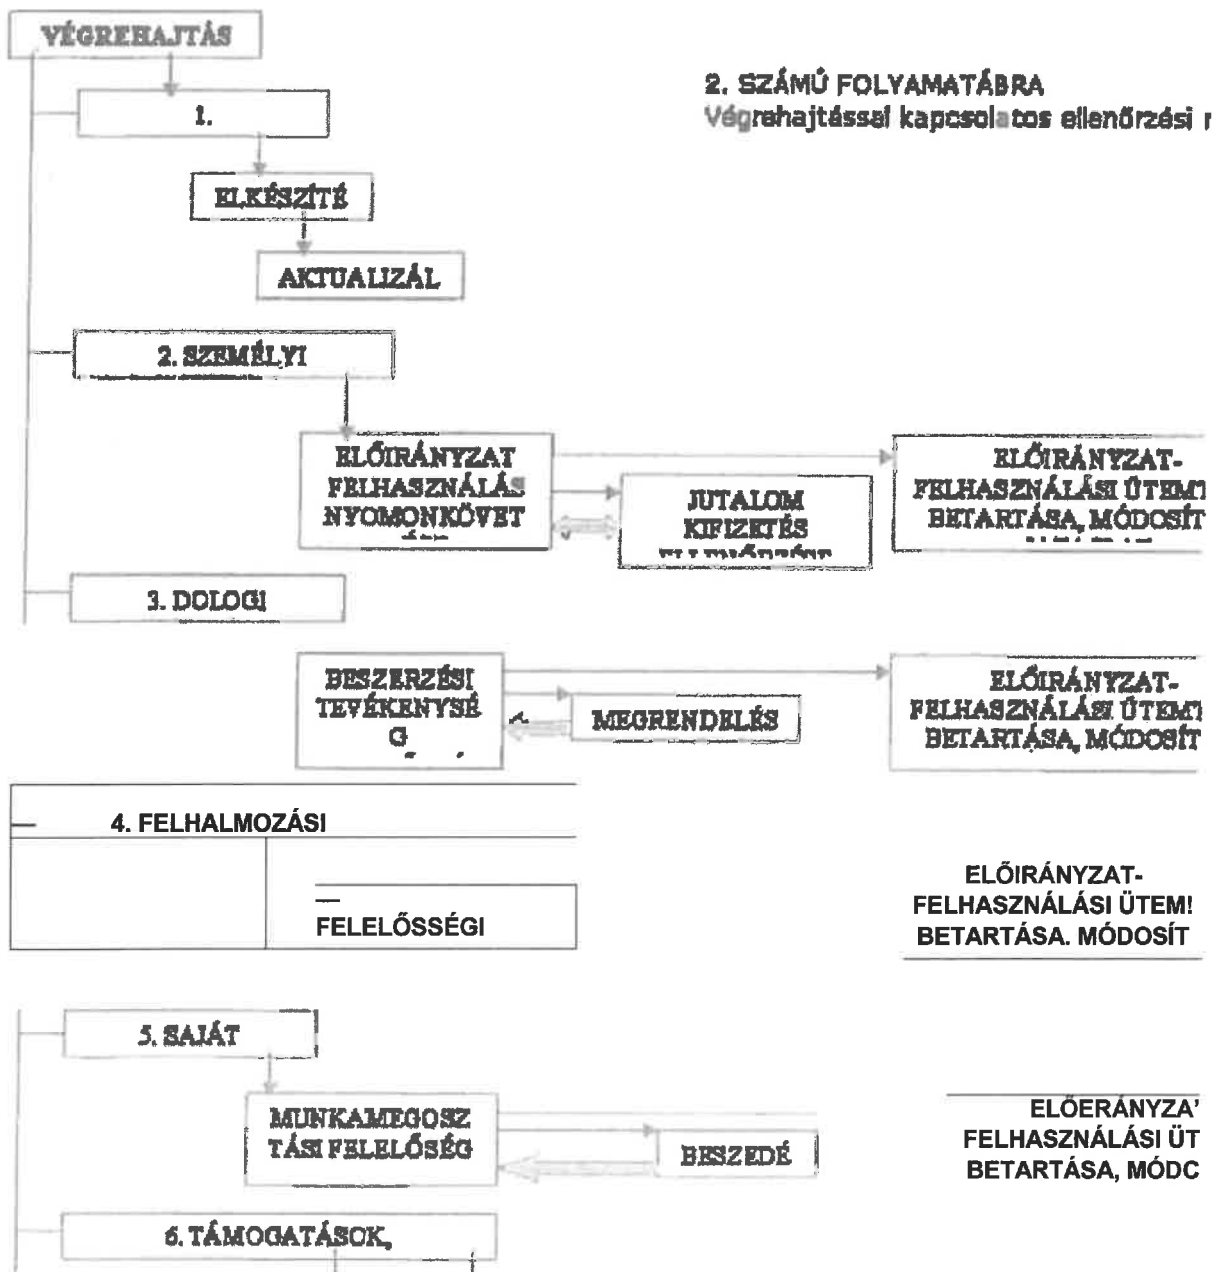 VÉGREHAJTÁS
2. SZÁMÚ FOLYAMATÁBRA
Végrehajtással kapcsolatos ellenőrzési
1.
ELKÉSZÍTÉ
AKTUALIZÁL
2. SZEMÉLYI
ELŐIRÁNYZAT
FELHASZNÁLÁS
NYOMONKÖVET
JUTALOM
KIFIZETÉS
ELŐIRÁNYZAT-
FELHASZNÁLÁSI ÜTEM
BETARTÁSA, MÓDOSÍT
3. DOLOGI
BESZERZÉSI
TEVÉKENYSÉ
G
MEGRENDELÉS
ELŐIRÁNYZAT-
FELHASZNÁLÁSI ÜTEM
BETARTÁSA, MÓDOSÍT
4. FELHALMOZÁSI
FELELŐSSÉGI
ELŐIRÁNYZAT-
FELHASZNÁLÁSI ÜTEM!
BETARTÁSA. MÓDOSÍT
5. SAJÁT
MUNKAMEGOSZ
TÁSI FELELŐSÉG
BESZEDÉ
ELŐERÁNYZA'
FELHASZNÁLÁSI ÜT
BETARTÁSA, MÓDC
6. TÁMOGATÁSOK,